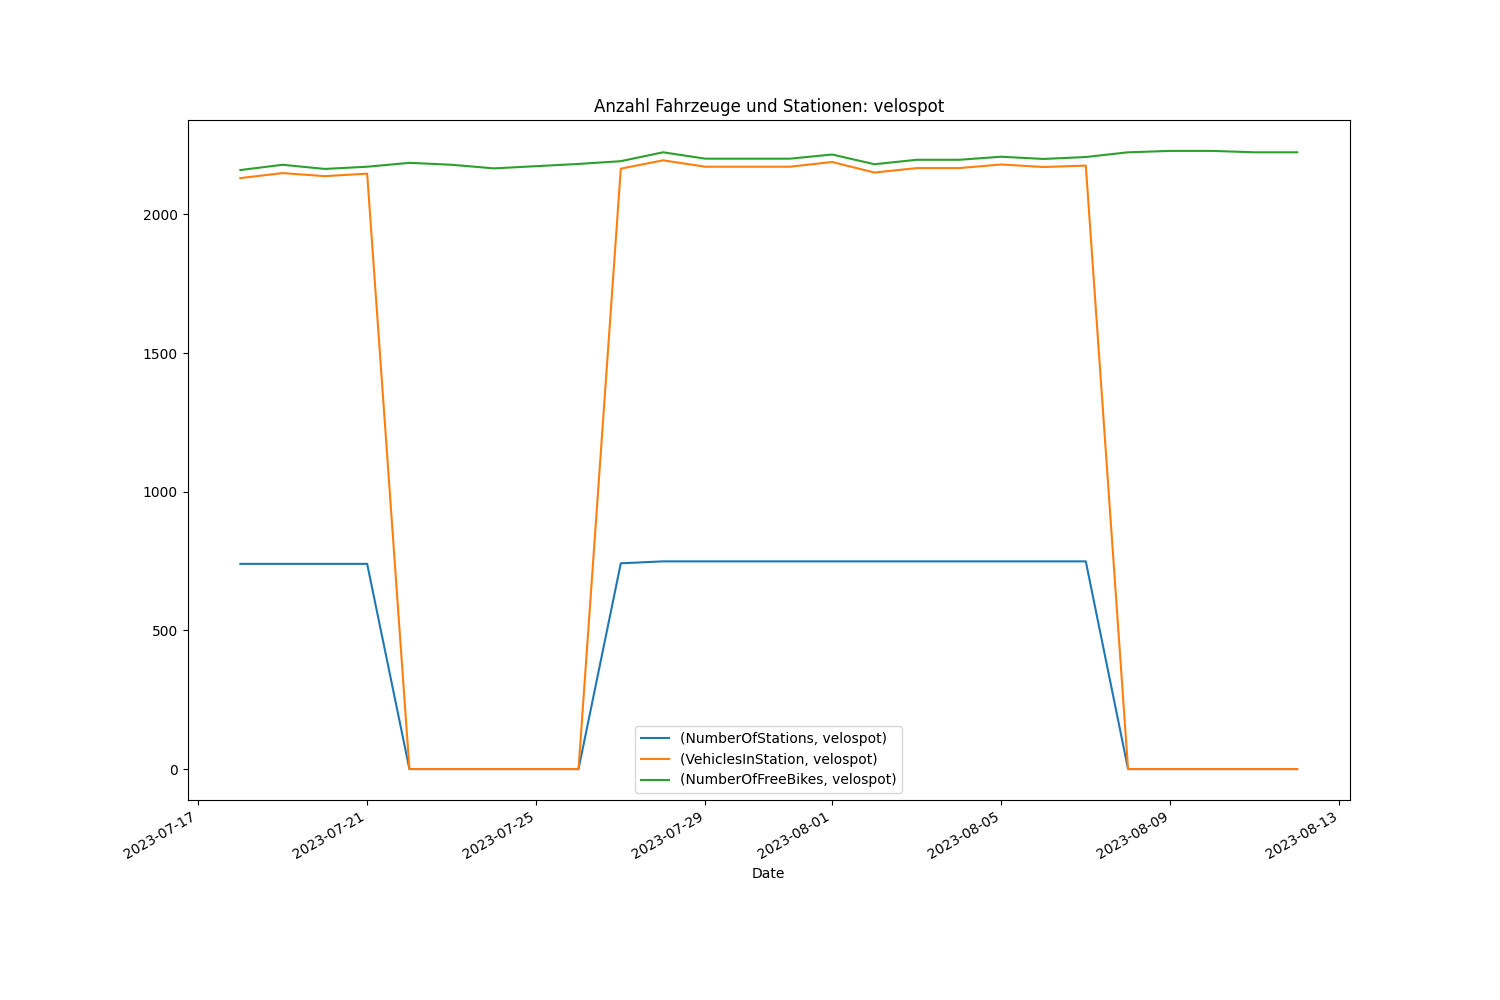 Anzahl Fahrzeuge und Stationen: velospot
2000
1500
1000
500
0
(NumberOfStations, velospot)
(VehiclesInStation, velospot)
(NumberOfFreeBikes, velospot)
2023-07-17
2023-07-21
2023-07-25
2023-07-29
2023-08-01
2023-08-05
2023-08-09
2023-08-13
Date